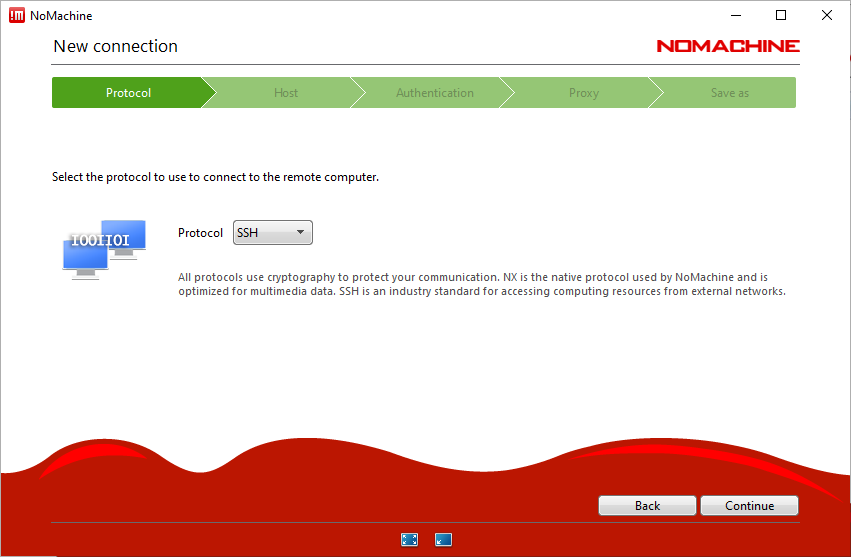 !M NoMachine
New connection
NOMACHINE
Protocol Host Authentication Proxy Save as
Select the protocol to use to connect to the remote computer.
I00II0I
Protocol SSH
All protocols use cryptography to protect your communication. NX is the native protocol used by NoMachine and is
optimized for multimedia data. SSH is an industry standard for accessing computing resources from external networks.
Back Continue